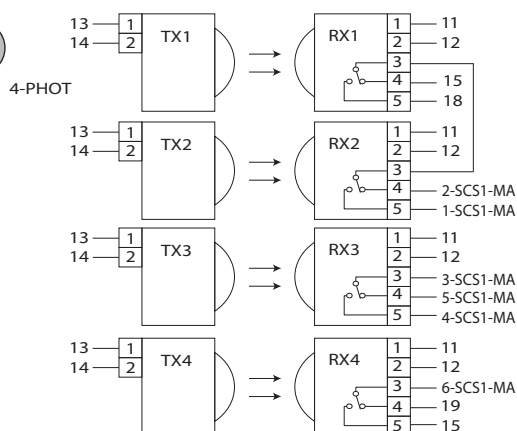 4-PHOT
13 1 TX1 RX1 1 11
14 2 2 12
3
4 15
5 18
13 1 TX2 RX2 1 11
14 2 2 12
3
4 2-SCS1-MA
5 1-SCS1-MA
13 1 TX3 RX3 1 11
14 2 2 12
3 3-SCS1-MA
4 5-SCS1-MA
5 4-SCS1-MA
13 1 TX4 RX4 1 11
14 2 2 12
3 6-SCS1-MA
4 19
5 15